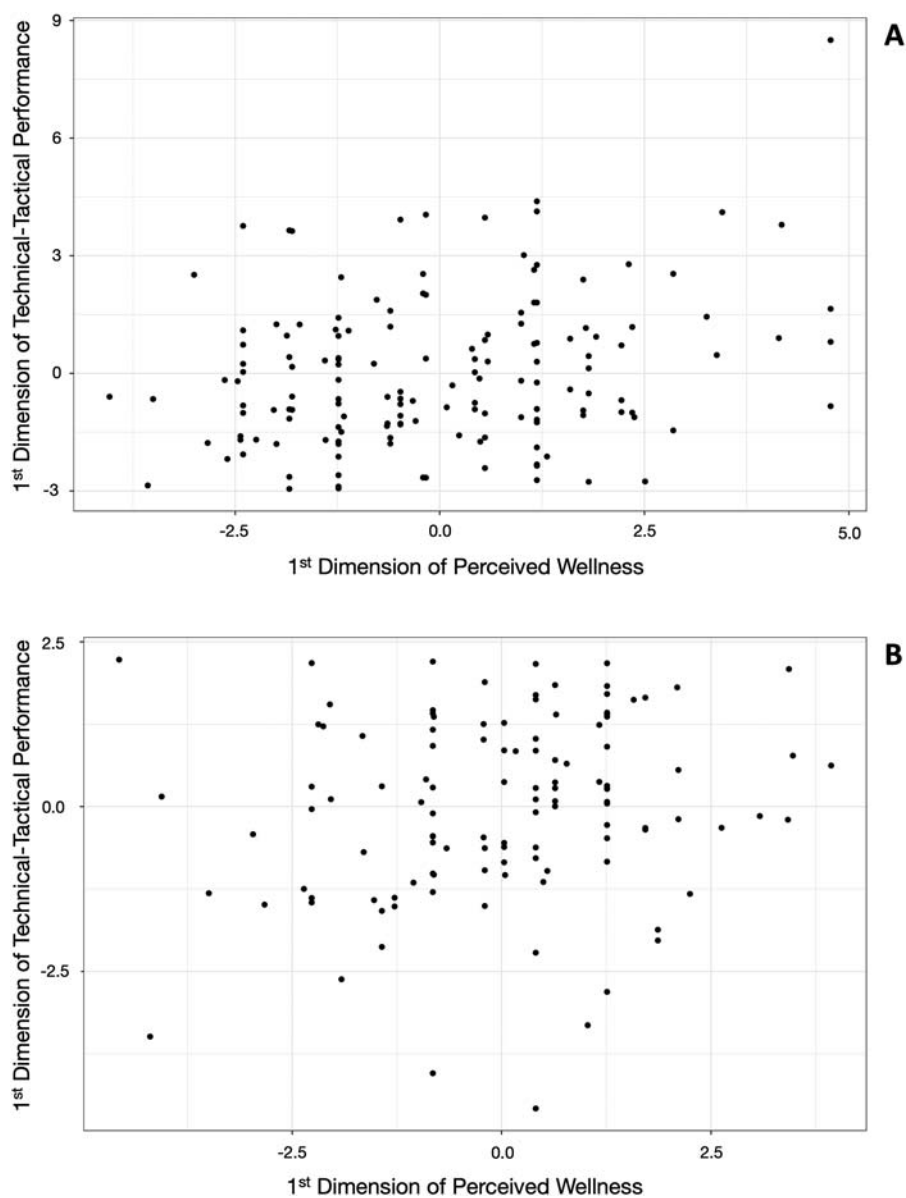 A
1st Dimension of Technical-Tactical Performance
9
6
3
0
-3
-2.5 0.0 2.5 5.0
1st Dimension of Perceived Wellness
B
1st Dimension of Technical-Tactical Performance
2.5
0.0
-2.5
-2.5 0.0 2.5
1st Dimension of Perceived Wellness